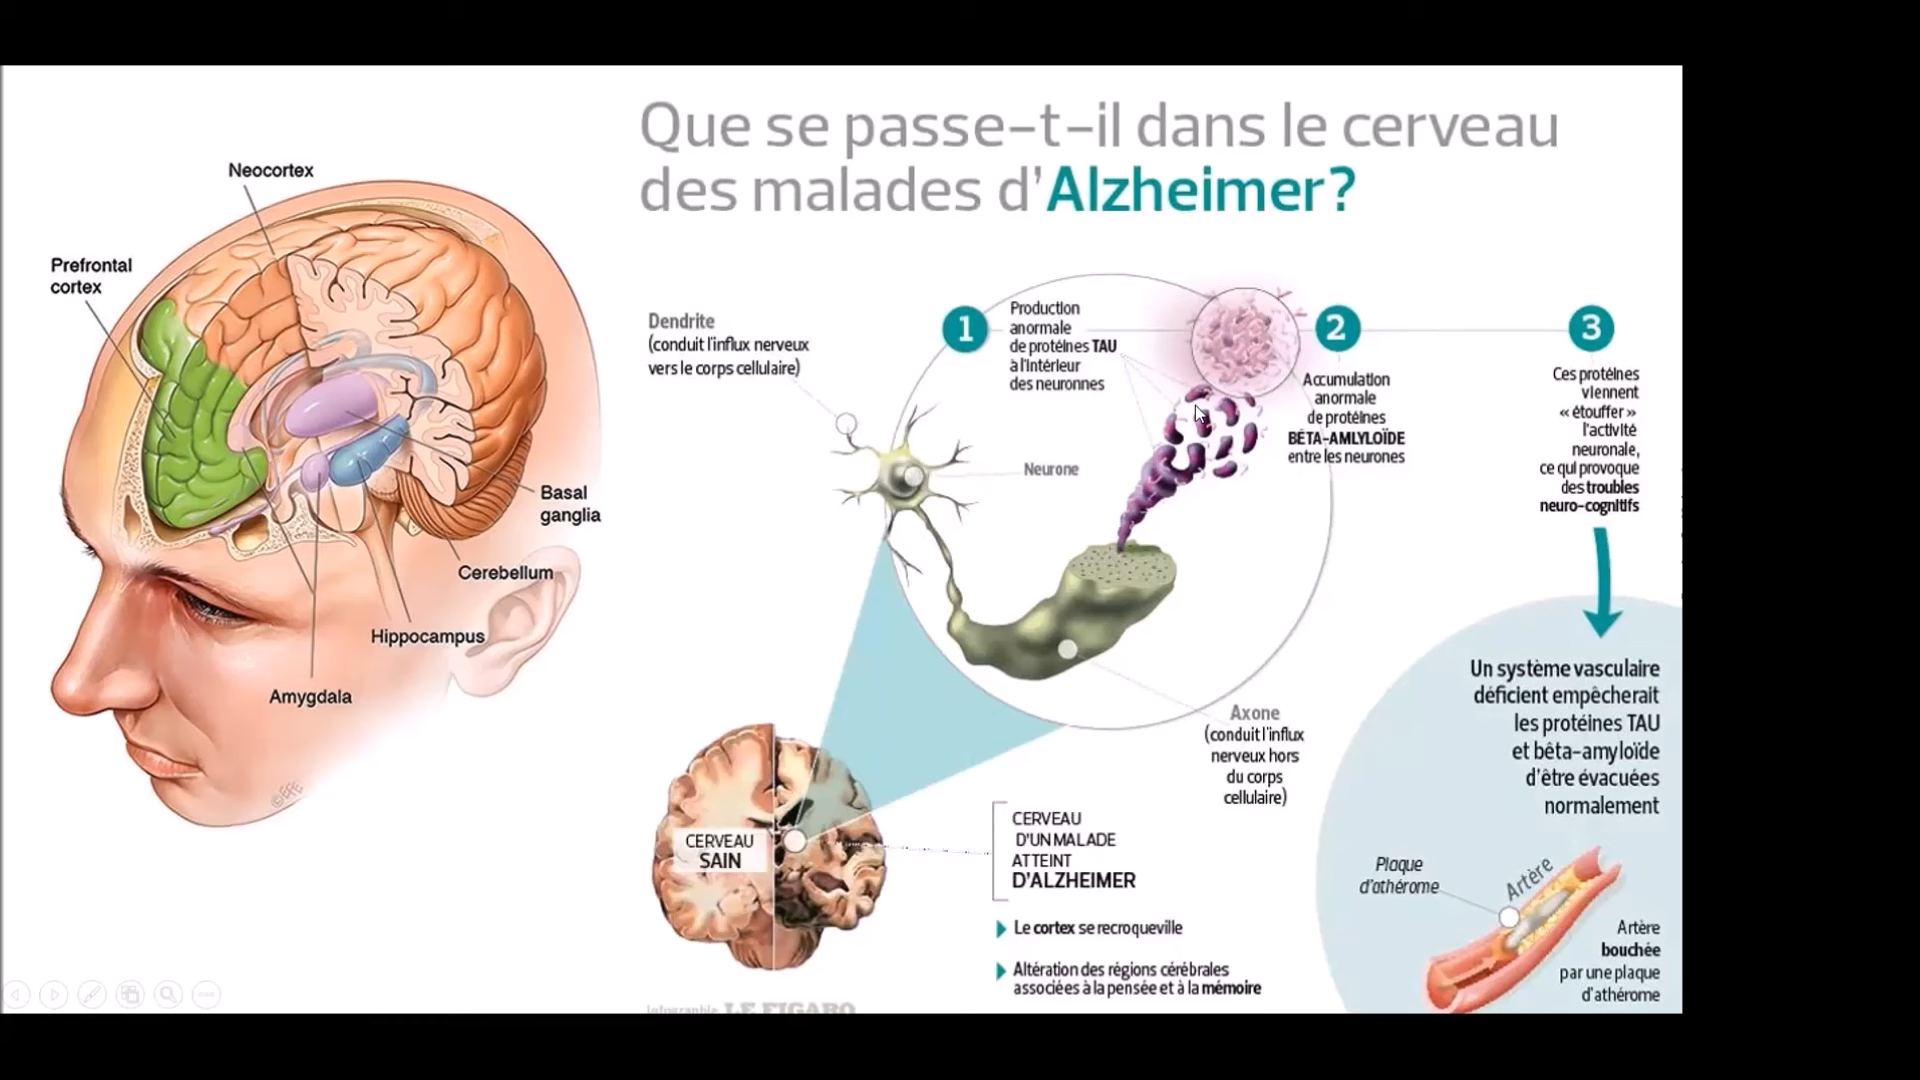 Que se passe-t-il dans le cerveau
des malades d'Alzheimer?
Neocortex
Prefrontal
cortex
Basal
ganglia
Cerebellum
Hippocampus
Amygdala
©EFE
Dendrite
(conduit l'influx nerveux
vers le corps cellulaire)
1
Production
anormale
de protéines TAU
à l'intérieur
des neuronnes
Neurone
2
Accumulation
anormale
de protéines
BÉTA-AMLYLOÏDE
entre les neurones
3
Ces protéines
viennent
« étouffer »
l'activité
neuronale,
ce qui provoque
des troubles
neuro-cognitifs
Axone
(conduit l'influx
nerveux hors
du corps
cellulaire)
Un système vasculaire
déficient empêcherait
les protéines TAU
et bêta-amyloïde
d'être évacuées
normalement
Plaque
d'athérome
Artère
Artère
bouchée
par une plaque
d'athérome
CERVEAU
SAIN
CERVEAU
D'UN MALADE
ATTEINT
D'ALZHEIMER
Le cortex se recroqueville
Altération des régions cérébrales
associées à la pensée et à la mémoire
Infographie LE FIGARO